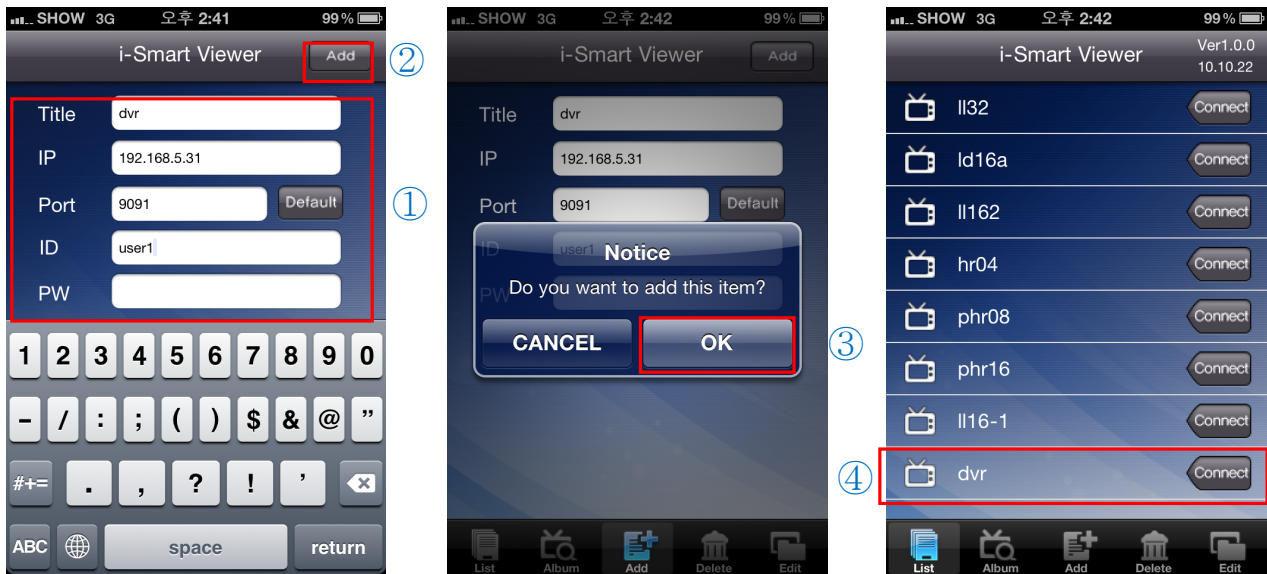 SHOW 3G 오후 2:41 99%
i-Smart Viewer Add ②
Title dvr
IP 192.168.5.31
Port 9091 Default ①
ID user1
PW
1 2 3 4 5 6 7 8 9 0
- / : ; ( ) $ & @ ”
#+= . , ? ! ’
ABC space return
SHOW 3G 오후 2:42 99%
i-Smart Viewer Add
Title dvr
IP 192.168.5.31
Port 9091 Default
ID user1
PW
Notice
Do you want to add this item?
CANCEL OK ③
List Album Add Delete Edit
SHOW 3G 오후 2:42 99%
i-Smart Viewer Ver1.0.0
10.10.22
ll32 Connect
ld16a Connect
ll162 Connect
hr04 Connect
phr08 Connect
phr16 Connect
ll16-1 Connect
④ dvr Connect
List Album Add Delete Edit